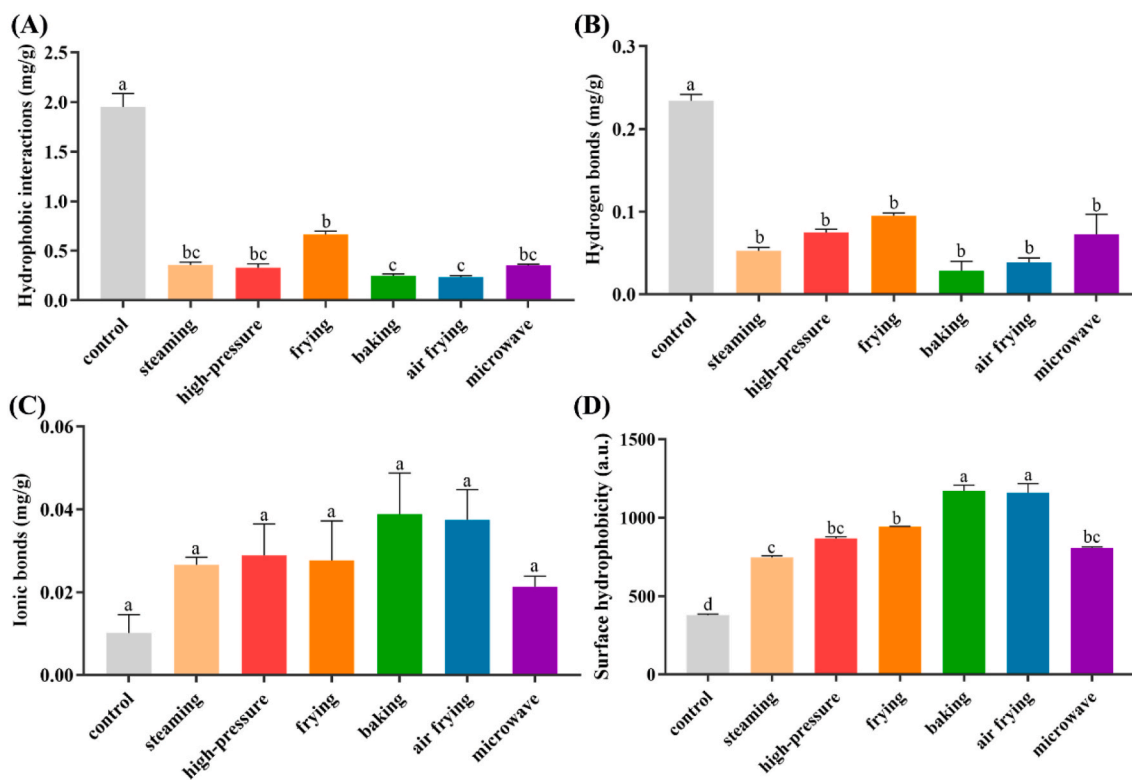 (A)
Hydrophobic interactions (mg/g)
2.5
2.0
1.5
1.0
0.5
0.0
a
bc
bc
b
c
c
bc
control
steaming
high-pressure
frying
baking
air frying
microwave
(B)
Hydrogen bonds (mg/g)
0.3
0.2
0.1
0.0
a
b
b
b
b
b
b
control
steaming
high-pressure
frying
baking
air frying
microwave
(C)
Ionic bonds (mg/g)
0.06
0.04
0.02
0.00
a
a
a
a
a
a
a
control
steaming
high-pressure
frying
baking
air frying
microwave
(D)
Surface hydrophobicity (a.u.)
1500
1000
500
0
d
c
bc
b
a
a
bc
control
steaming
high-pressure
frying
baking
air frying
microwave